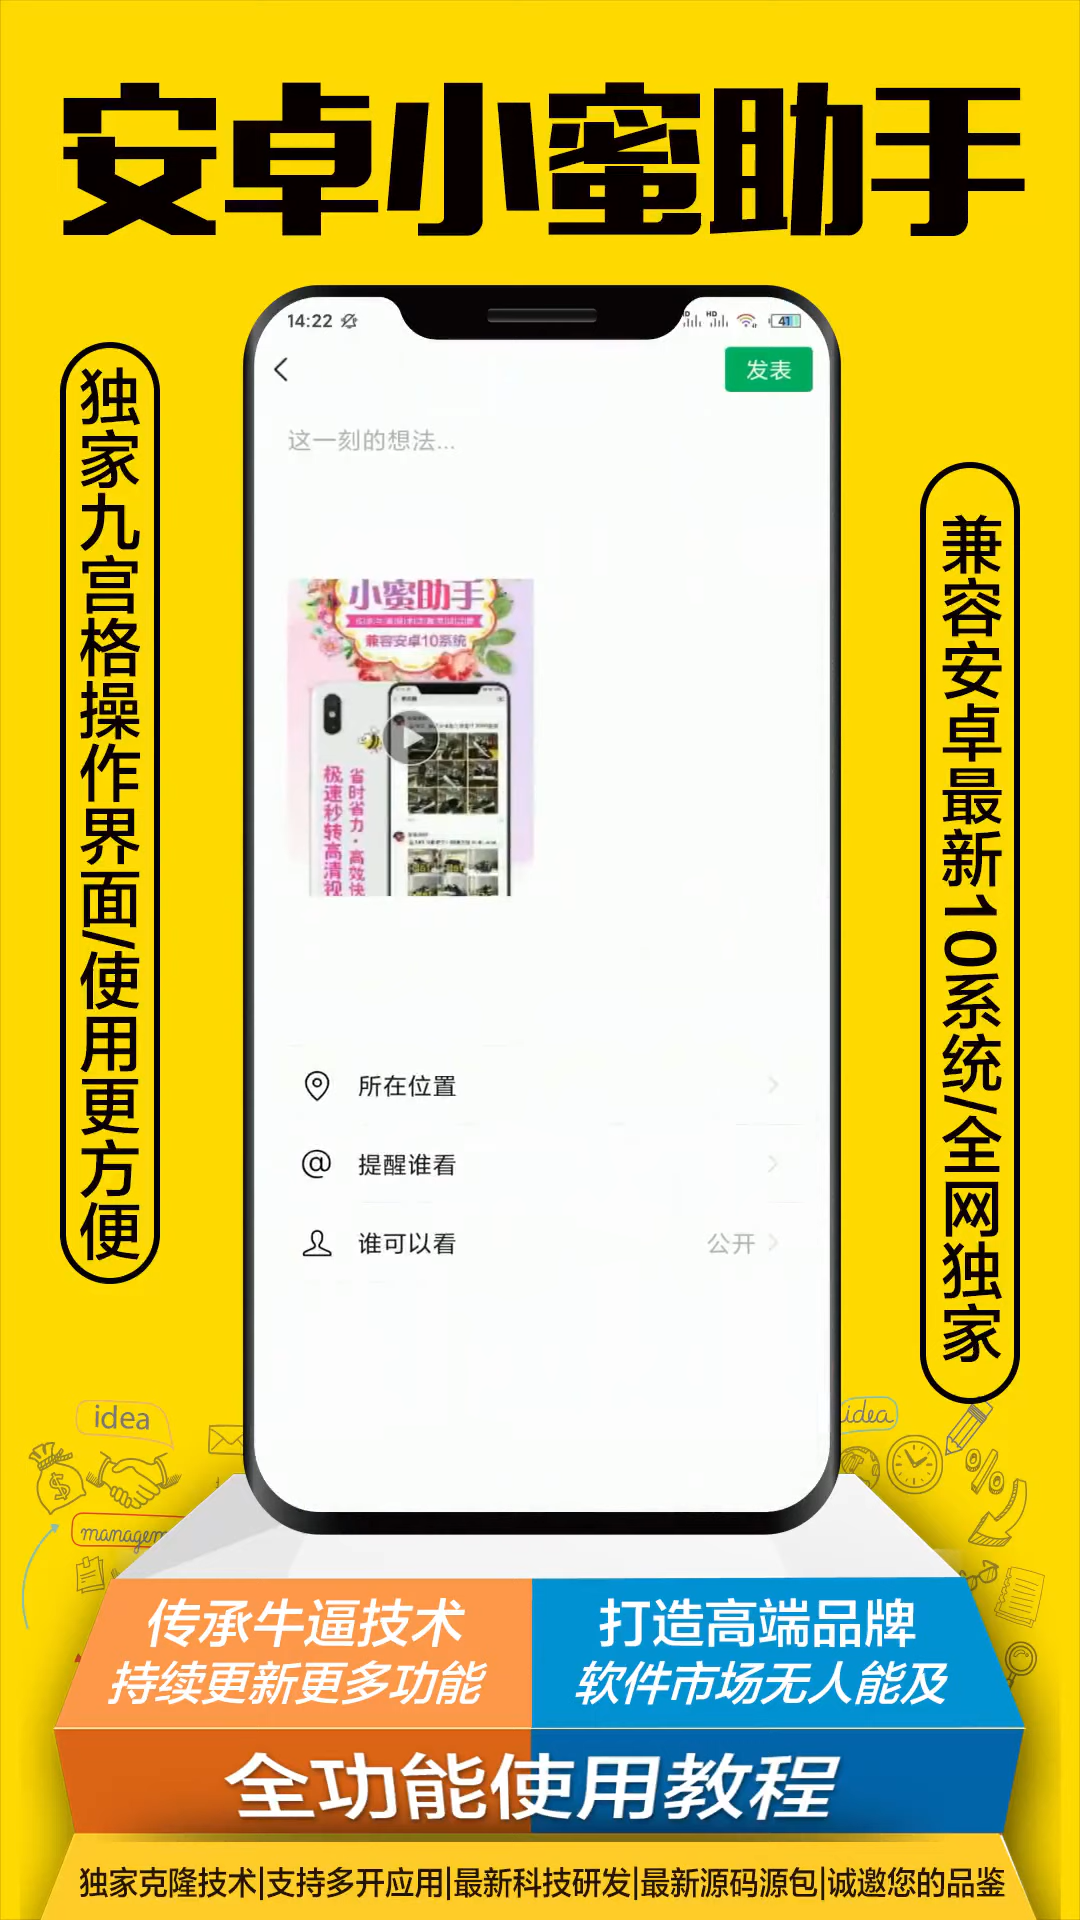 安卓小蜜助手
独家九宫格操作界面/使用更方便
兼容安卓最新10系统/全网独家
14:22
HD
41
发表
这一刻的想法...
小蜜助手
兼容安卓10系统
省时省力·高效快
极速秒转高清视
所在位置
提醒谁看
谁可以看
公开
idea
idea
managem
传承牛逼技术
持续更新更多功能
打造高端品牌
软件市场无人能及
全功能使用教程
独家克隆技术|支持多开应用|最新科技研发|最新源码源包|诚邀您的品鉴